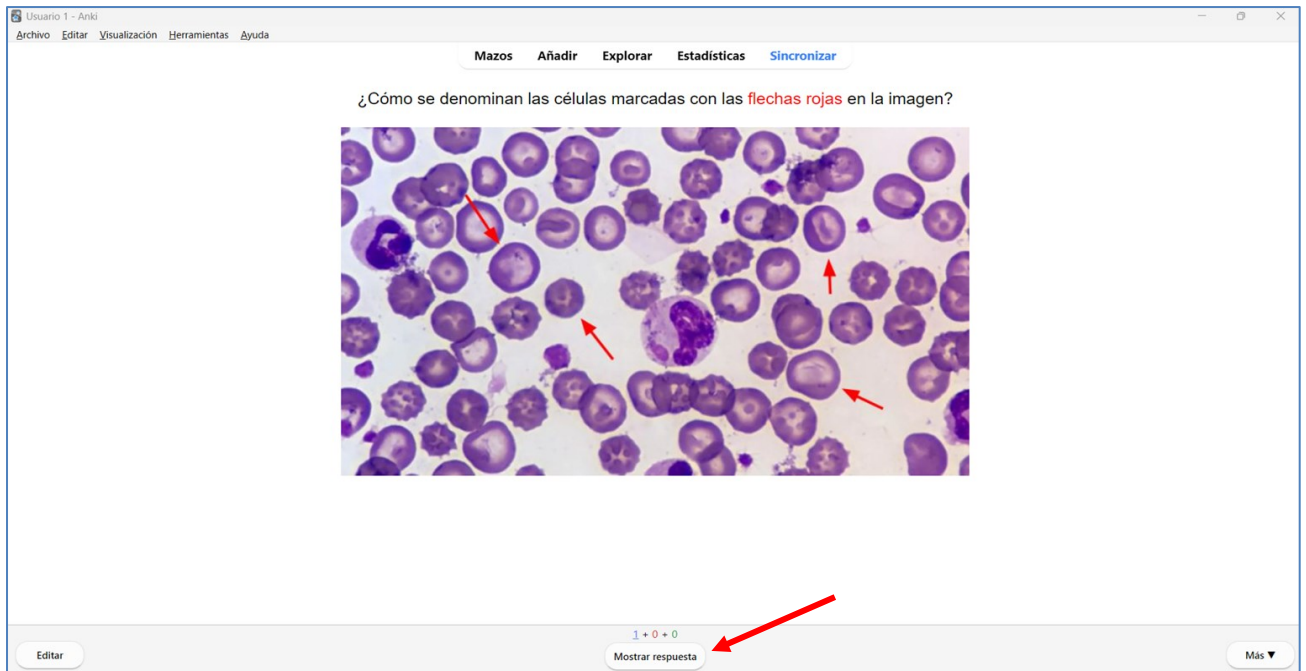 Usuario 1 - Anki
Archivo Editar Visualización Herramientas Ayuda
Mazos Añadir Explorar Estadísticas Sincronizar
¿Cómo se denominan las células marcadas con las flechas rojas en la imagen?
1 + 0 + 0
Editar Mostrar respuesta Más ▼